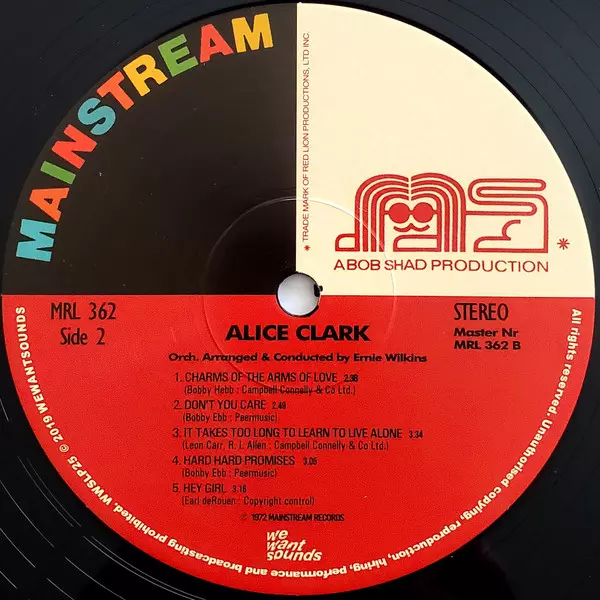 MAINSTREAM
* TRADE MARK OF RED LION PRODUCTIONS, LTD INC.
ms
*
A BOB SHAD PRODUCTION
MRL 362
Side 2
STEREO
Master Nr
MRL 362 B
ALICE CLARK
Orch. Arranged & Conducted by Ernie Wilkins
1. CHARMS OF THE ARMS OF LOVE 2.38
(Bobby Hebb : Campbell Connelly & Co Ltd.)
2. DON'T YOU CARE 2.49
(Bobby Ebb : Peermusic)
3. IT TAKES TOO LONG TO LEARN TO LIVE ALONE 3.34
(Leon Carr, R. I. Allen : Campbell Connelly & Co Ltd.)
4. HARD HARD PROMISES 3.05
(Bobby Ebb : Peermusic)
5. HEY GIRL 3.16
(Earl deRouen : Copyright control)
© 1972 MAINSTREAM RECORDS
we
want
sounds
All rights reserved. Unauthorised copying, reproduction, hiring, performance and broadcasting prohibited WWSLP25 © 2019 WEWANTSOUNDS